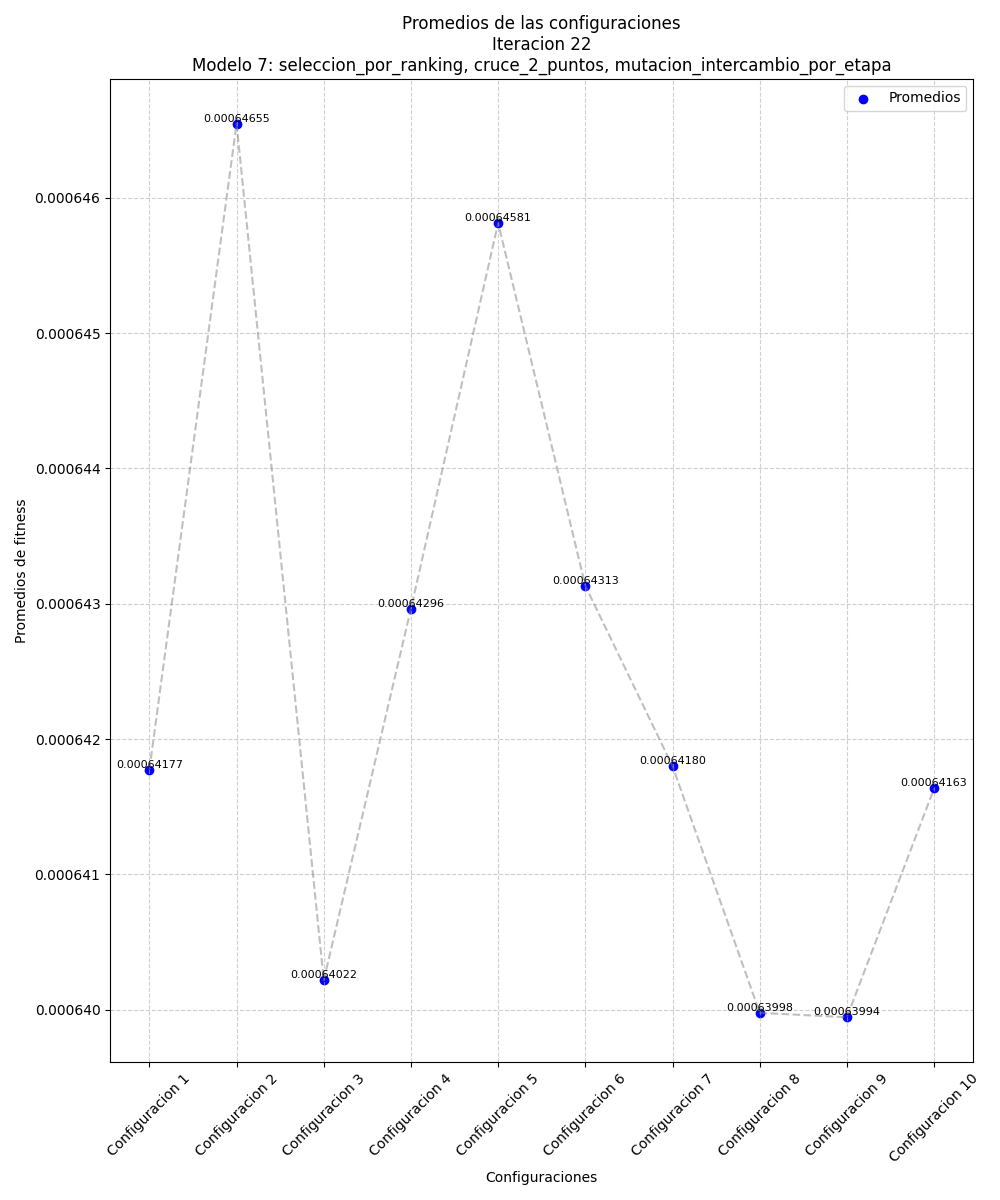 Promedios de las configuraciones
Iteracion 22
Modelo 7: seleccion_por_ranking, cruce_2_puntos, mutacion_intercambio_por_etapa
Promedios
0.00064655
0.000646
0.00064581
0.000645
0.000644
0.00064313
0.000643
0.00064296
Promedios de fitness
0.000642
0.00064177
0.00064180
0.00064163
0.000641
0.00064022
0.000640
0.00063998
0.00063994
Configuracion 1
Configuracion 2
Configuracion 3
Configuracion 4
Configuracion 5
Configuracion 6
Configuracion 7
Configuracion 8
Configuracion 9
Configuracion 10
Configuraciones